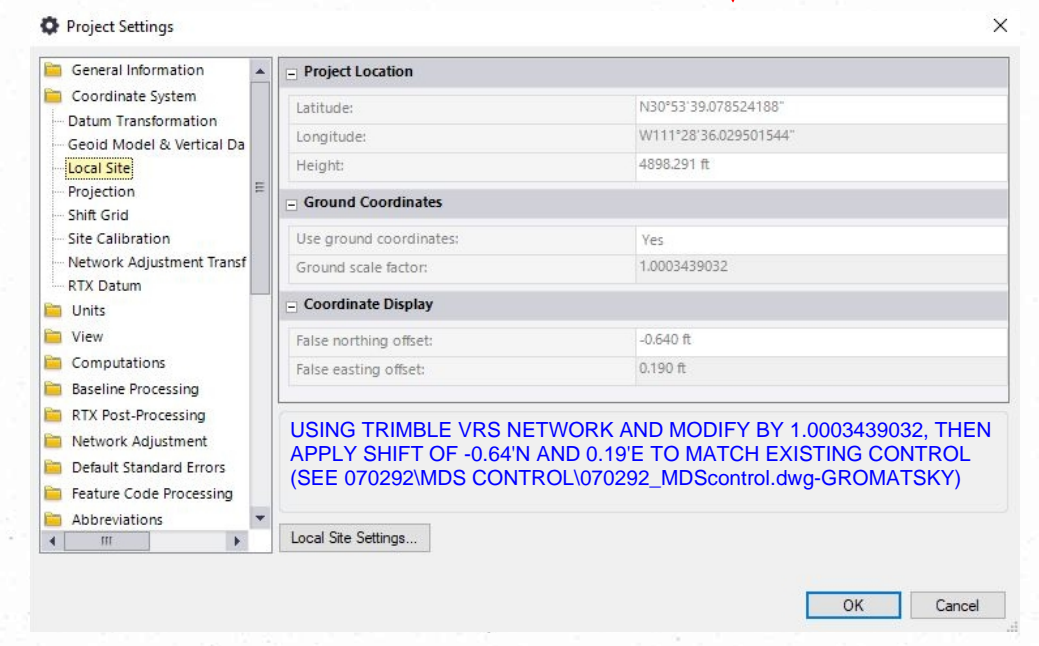 Project Settings
General Information
Coordinate System
Datum Transformation
Geoid Model & Vertical Da
Local Site
Projection
Shift Grid
Site Calibration
Network Adjustment Transf
RTX Datum
Units
View
Computations
Baseline Processing
RTX Post-Processing
Network Adjustment
Default Standard Errors
Feature Code Processing
Abbreviations
Project Location
Latitude: N30°53'39.078524188"
Longitude: W111°28'36.029501544"
Height: 4898.291 ft
Ground Coordinates
Use ground coordinates: Yes
Ground scale factor: 1.0003439032
Coordinate Display
False northing offset: -0.640 ft
False easting offset: 0.190 ft
USING TRIMBLE VRS NETWORK AND MODIFY BY 1.0003439032, THEN
APPLY SHIFT OF -0.64'N AND 0.19'E TO MATCH EXISTING CONTROL
(SEE 070292\MDS CONTROL\070292_MDScontrol.dwg-GROMATSKY)
Local Site Settings...
OK Cancel